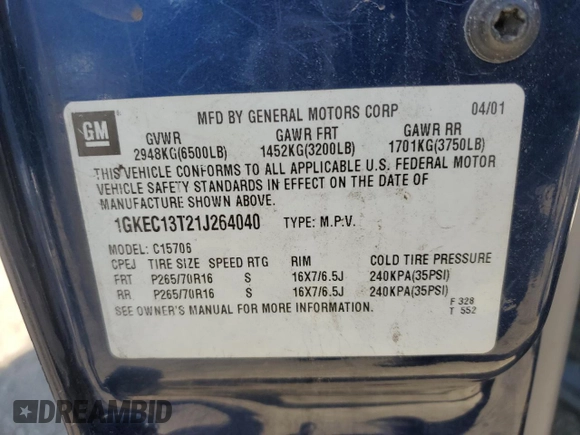 GM
MFD BY GENERAL MOTORS CORP 04/01
GVWR GAWR FRT GAWR RR
2948KG(6500LB) 1452KG(3200LB) 1701KG(3750LB)
THIS VEHICLE CONFORMS TO ALL APPLICABLE U.S. FEDERAL MOTOR
VEHICLE SAFETY STANDARDS IN EFFECT ON THE DATE OF
MANUFACTURE SHOWN ABOVE.
1GKEC13T21J264040 TYPE: M.P.V.
MODEL: C15706
CPEJ TIRE SIZE SPEED RTG RIM COLD TIRE PRESSURE
FRT P265/70R16 S 16X7/6.5J 240KPA(35PSI)
RR P265/70R16 S 16X7/6.5J 240KPA(35PSI)
SEE OWNER'S MANUAL FOR MORE INFORMATION. F 328
T 552
DREAMBID